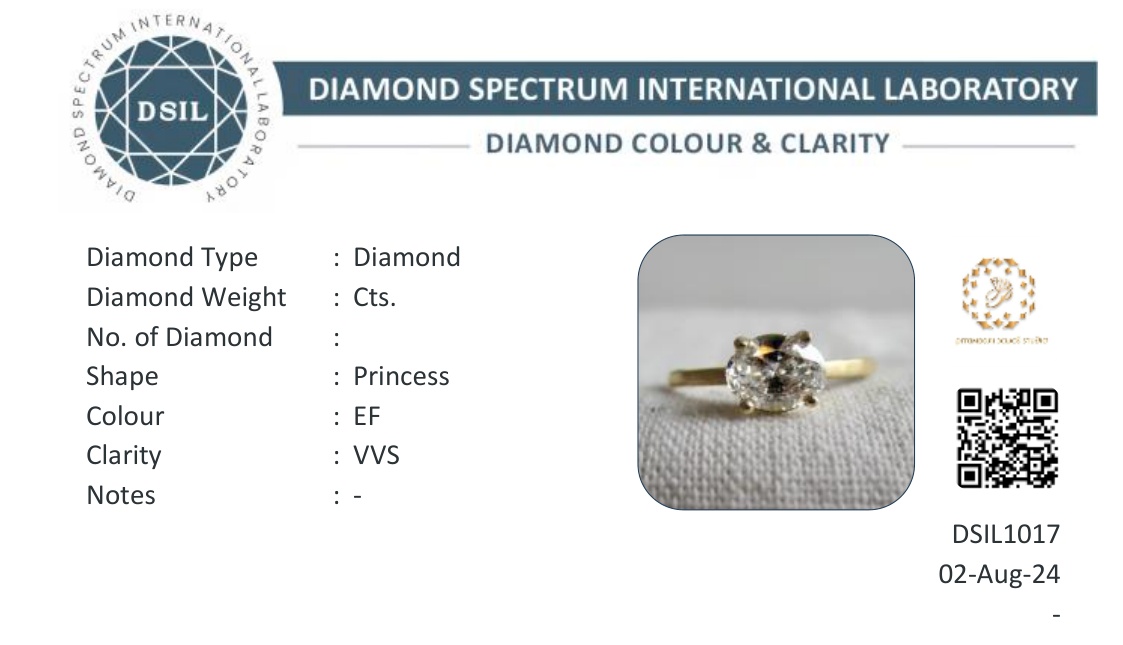 DIAMOND SPECTRUM INTERNATIONAL LABORATORY
DSIL
DIAMOND SPECTRUM INTERNATIONAL LABORATORY
DIAMOND COLOUR & CLARITY
Diamond Type : Diamond
Diamond Weight : Cts.
No. of Diamond :
Shape : Princess
Colour : EF
Clarity : VVS
Notes : -
DSIL1017
02-Aug-24
-